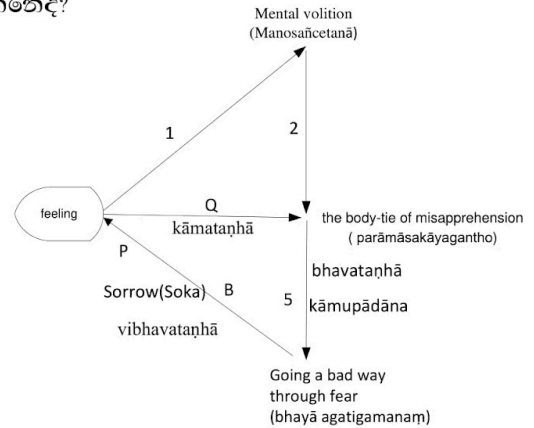 Mental volition
(Manosañcetanā)
1
2
feeling
Q
kāmataṇhā
the body-tie of misapprehension
( parāmāsakāyagantho)
P
bhavataṇhā
Sorrow(Soka)
B
5
kāmupādāna
vibhavataṇhā
Going a bad way
through fear
(bhayā agatigamanaṃ)